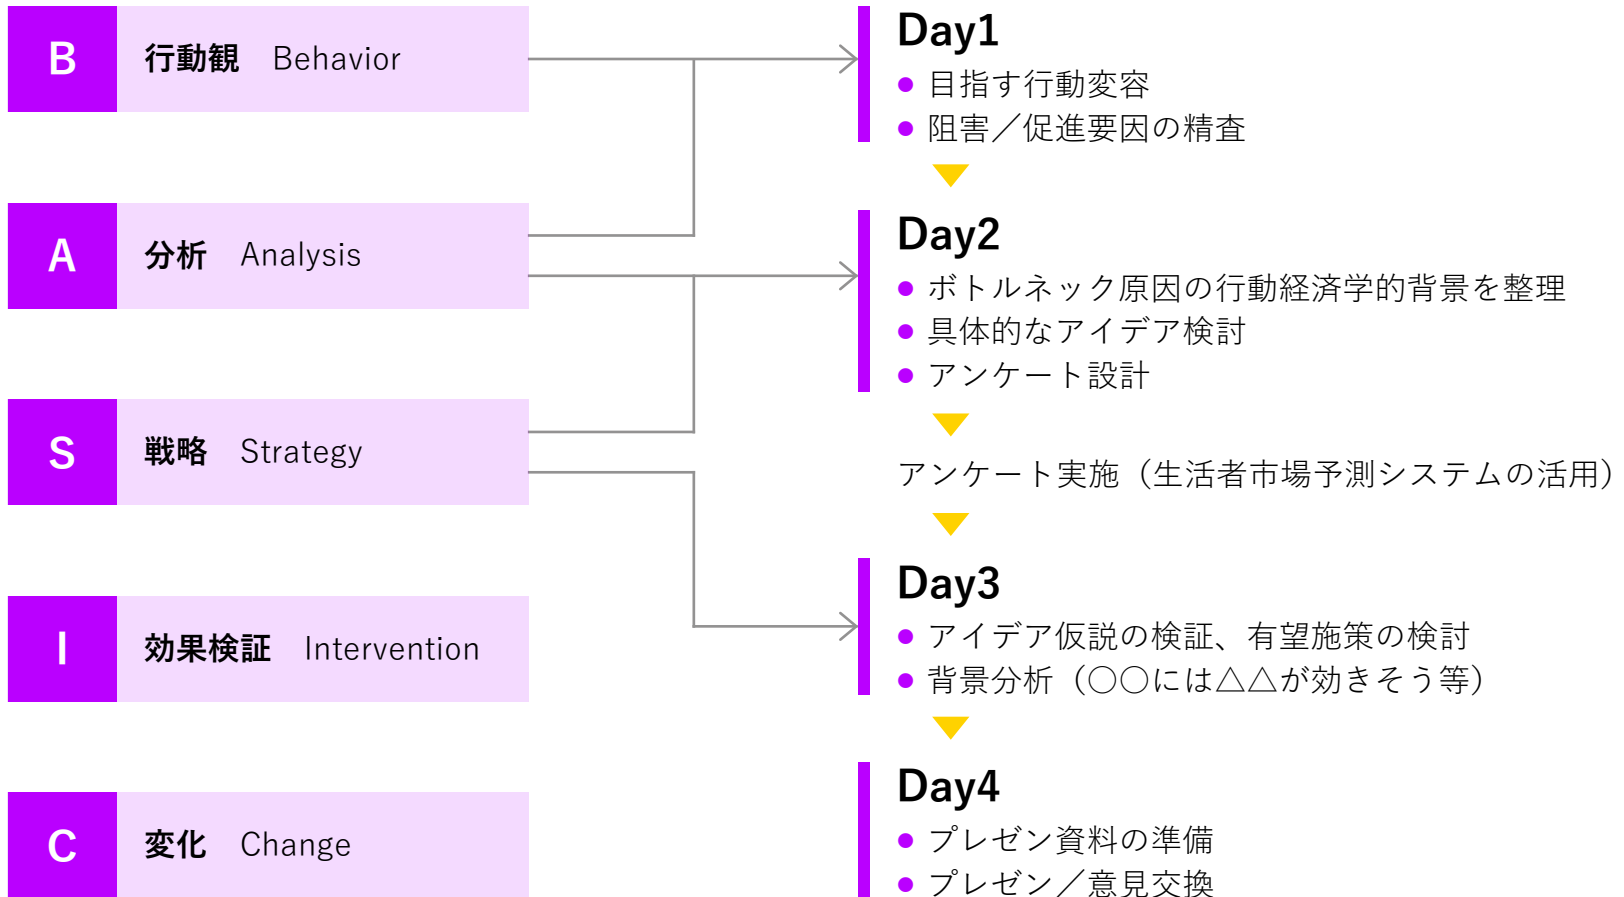 B 行動観 Behavior
A 分析 Analysis
S 戦略 Strategy
I 効果検証 Intervention
C 変化 Change
Day1
● 目指す行動変容
● 阻害／促進要因の精査
Day2
● ボトルネック原因の行動経済学的背景を整理
● 具体的なアイデア検討
● アンケート設計
アンケート実施（生活者市場予測システムの活用）
Day3
● アイデア仮説の検証、有望施策の検討
● 背景分析（○○には△△が効きそう等）
Day4
● プレゼン資料の準備
● プレゼン／意見交換